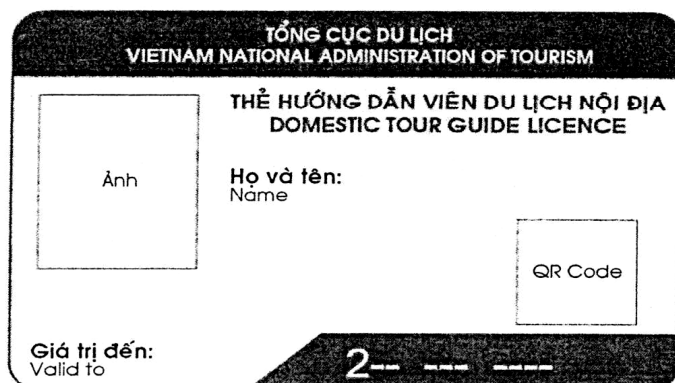 TỔNG CỤC DU LỊCH
VIETNAM NATIONAL ADMINISTRATION OF TOURISM
THẺ HƯỚNG DẪN VIÊN DU LỊCH NỘI ĐỊA
DOMESTIC TOUR GUIDE LICENCE
Ảnh
Họ và tên:
Name
QR Code
Giá trị đến:
Valid to
2-- --- ----